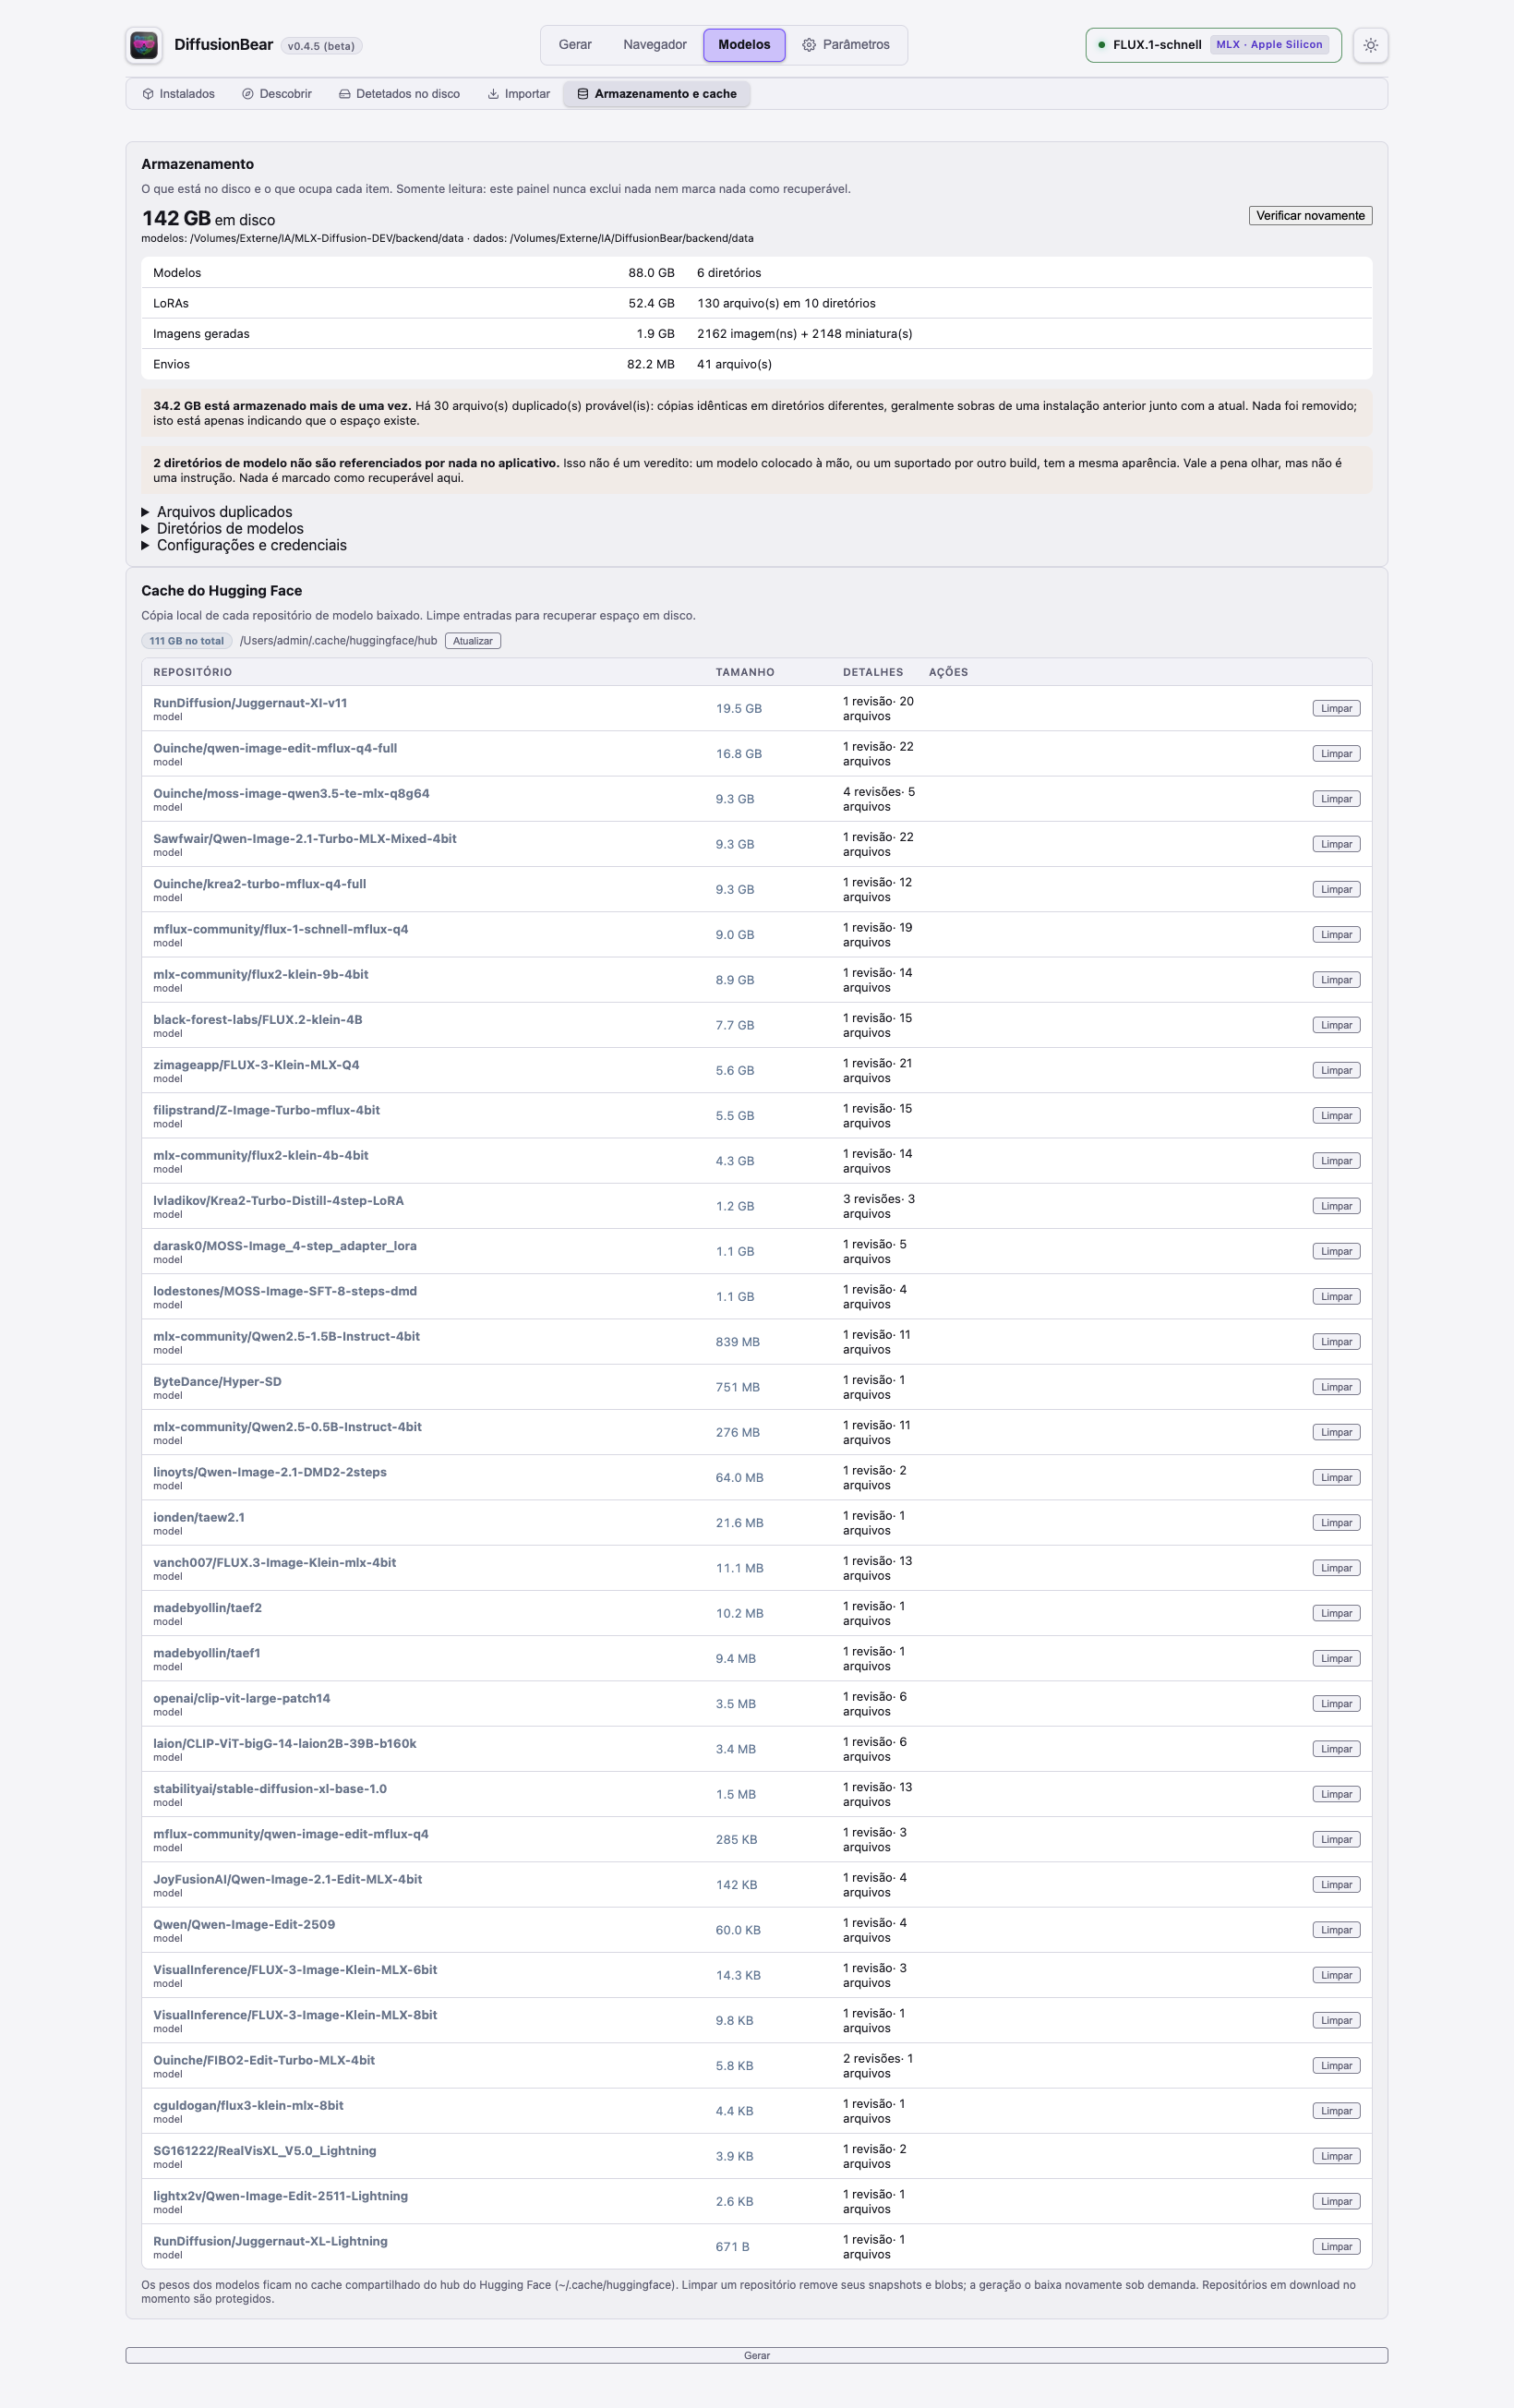 DiffusionBear v0.4.5 (beta)
Gerar Navegador Modelos Parâmetros
FLUX.1-schnell MLX · Apple Silicon
Instalados Descobrir Detetados no disco Importar Armazenamento e cache
Armazenamento
O que está no disco e o que ocupa cada item. Somente leitura: este painel nunca exclui nada nem marca nada como recuperável.
142 GB em disco
Verificar novamente
modelos: /Volumes/Externe/IA/MLX-Diffusion-DEV/backend/data · dados: /Volumes/Externe/IA/DiffusionBear/backend/data
Modelos 88.0 GB 6 diretórios
LoRAs 52.4 GB 130 arquivo(s) em 10 diretórios
Imagens geradas 1.9 GB 2162 imagem(ns) + 2148 miniatura(s)
Envios 82.2 MB 41 arquivo(s)
34.2 GB está armazenado mais de uma vez. Há 30 arquivo(s) duplicado(s) provável(is): cópias idênticas em diretórios diferentes, geralmente sobras de uma instalação anterior junto com a atual. Nada foi removido;
isto está apenas indicando que o espaço existe.
2 diretórios de modelo não são referenciados por nada no aplicativo. Isso não é um veredito: um modelo colocado à mão, ou um suportado por outro build, tem a mesma aparência. Vale a pena olhar, mas não é
uma instrução. Nada é marcado como recuperável aqui.
Arquivos duplicados
Diretórios de modelos
Configurações e credenciais
Cache do Hugging Face
Cópia local de cada repositório de modelo baixado. Limpe entradas para recuperar espaço em disco.
111 GB no total /Users/admin/.cache/huggingface/hub Atualizar
REPOSITÓRIO TAMANHO DETALHES AÇÕES
RunDiffusion/Juggernaut-XI-v11 19.5 GB 1 revisão· 20 Limpar
model arquivos
Ouinche/qwen-image-edit-mflux-q4-full 16.8 GB 1 revisão· 22 Limpar
model arquivos
Ouinche/moss-image-qwen3.5-te-mlx-q8g64 9.3 GB 4 revisões· 5 Limpar
model arquivos
Sawfwair/Qwen-Image-2.1-Turbo-MLX-Mixed-4bit 9.3 GB 1 revisão· 22 Limpar
model arquivos
Ouinche/krea2-turbo-mflux-q4-full 9.3 GB 1 revisão· 12 Limpar
model arquivos
mflux-community/flux-1-schnell-mflux-q4 9.0 GB 1 revisão· 19 Limpar
model arquivos
mlx-community/flux2-klein-9b-4bit 8.9 GB 1 revisão· 14 Limpar
model arquivos
black-forest-labs/FLUX.2-klein-4B 7.7 GB 1 revisão· 15 Limpar
model arquivos
zimageapp/FLUX-3-Klein-MLX-Q4 5.6 GB 1 revisão· 21 Limpar
model arquivos
filipstrand/Z-Image-Turbo-mflux-4bit 5.5 GB 1 revisão· 15 Limpar
model arquivos
mlx-community/flux2-klein-4b-4bit 4.3 GB 1 revisão· 14 Limpar
model arquivos
lvladikov/Krea2-Turbo-Distill-4step-LoRA 1.2 GB 3 revisões· 3 Limpar
model arquivos
darask0/MOSS-Image_4-step_adapter_lora 1.1 GB 1 revisão· 5 Limpar
model arquivos
lodestones/MOSS-Image-SFT-8-steps-dmd 1.1 GB 1 revisão· 4 Limpar
model arquivos
mlx-community/Qwen2.5-1.5B-Instruct-4bit 839 MB 1 revisão· 11 Limpar
model arquivos
ByteDance/Hyper-SD 751 MB 1 revisão· 1 Limpar
model arquivos
mlx-community/Qwen2.5-0.5B-Instruct-4bit 276 MB 1 revisão· 11 Limpar
model arquivos
linoyts/Qwen-Image-2.1-DMD2-2steps 64.0 MB 1 revisão· 2 Limpar
model arquivos
ionden/taew2.1 21.6 MB 1 revisão· 1 Limpar
model arquivos
vanch007/FLUX.3-Image-Klein-mlx-4bit 11.1 MB 1 revisão· 13 Limpar
model arquivos
madebyollin/taef2 10.2 MB 1 revisão· 1 Limpar
model arquivos
madebyollin/taef1 9.4 MB 1 revisão· 1 Limpar
model arquivos
openai/clip-vit-large-patch14 3.5 MB 1 revisão· 6 Limpar
model arquivos
laion/CLIP-ViT-bigG-14-laion2B-39B-b160k 3.4 MB 1 revisão· 6 Limpar
model arquivos
stabilityai/stable-diffusion-xl-base-1.0 1.5 MB 1 revisão· 13 Limpar
model arquivos
mflux-community/qwen-image-edit-mflux-q4 285 KB 1 revisão· 3 Limpar
model arquivos
JoyFusionAI/Qwen-Image-2.1-Edit-MLX-4bit 142 KB 1 revisão· 4 Limpar
model arquivos
Qwen/Qwen-Image-Edit-2509 60.0 KB 1 revisão· 4 Limpar
model arquivos
VisualInference/FLUX-3-Image-Klein-MLX-6bit 14.3 KB 1 revisão· 3 Limpar
model arquivos
VisualInference/FLUX-3-Image-Klein-MLX-8bit 9.8 KB 1 revisão· 1 Limpar
model arquivos
Ouinche/FIBO2-Edit-Turbo-MLX-4bit 5.8 KB 2 revisões· 1 Limpar
model arquivos
cguldogan/flux3-klein-mlx-8bit 4.4 KB 1 revisão· 1 Limpar
model arquivos
SG161222/RealVisXL_V5.0_Lightning 3.9 KB 1 revisão· 2 Limpar
model arquivos
lightx2v/Qwen-Image-Edit-2511-Lightning 2.6 KB 1 revisão· 1 Limpar
model arquivos
RunDiffusion/Juggernaut-XL-Lightning 671 B 1 revisão· 1 Limpar
model arquivos
Os pesos dos modelos ficam no cache compartilhado do hub do Hugging Face (~/.cache/huggingface). Limpar um repositório remove seus snapshots e blobs; a geração o baixa novamente sob demanda. Repositórios em download no
momento são protegidos.
Gerar